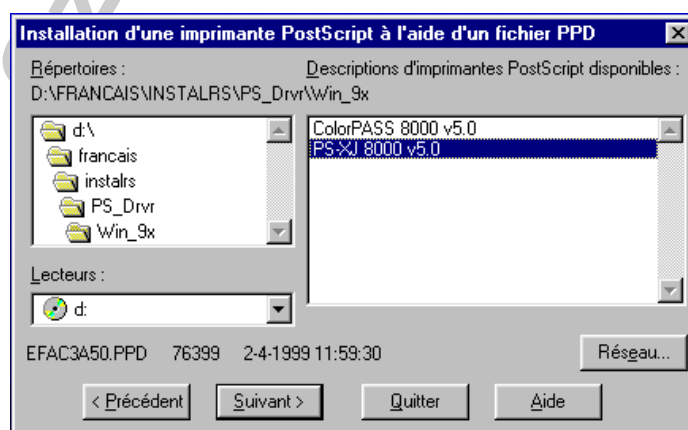 Installation d'une imprimante PostScript à l'aide d'un fichier PPD
Répertoires :
D:\FRANCAIS\INSTALRS\PS_Drvr\Win_9x
d:\
francais
instalrs
PS_Drvr
Win_9x
Lecteurs :
d:
Descriptions d'imprimantes PostScript disponibles :
ColorPASS 8000 v5.0
PS-XJ 8000 v5.0
EFAC3A50.PPD 76399 2-4-1999 11:59:30
Réseau...
< Précédent
Suivant >
Quitter
Aide